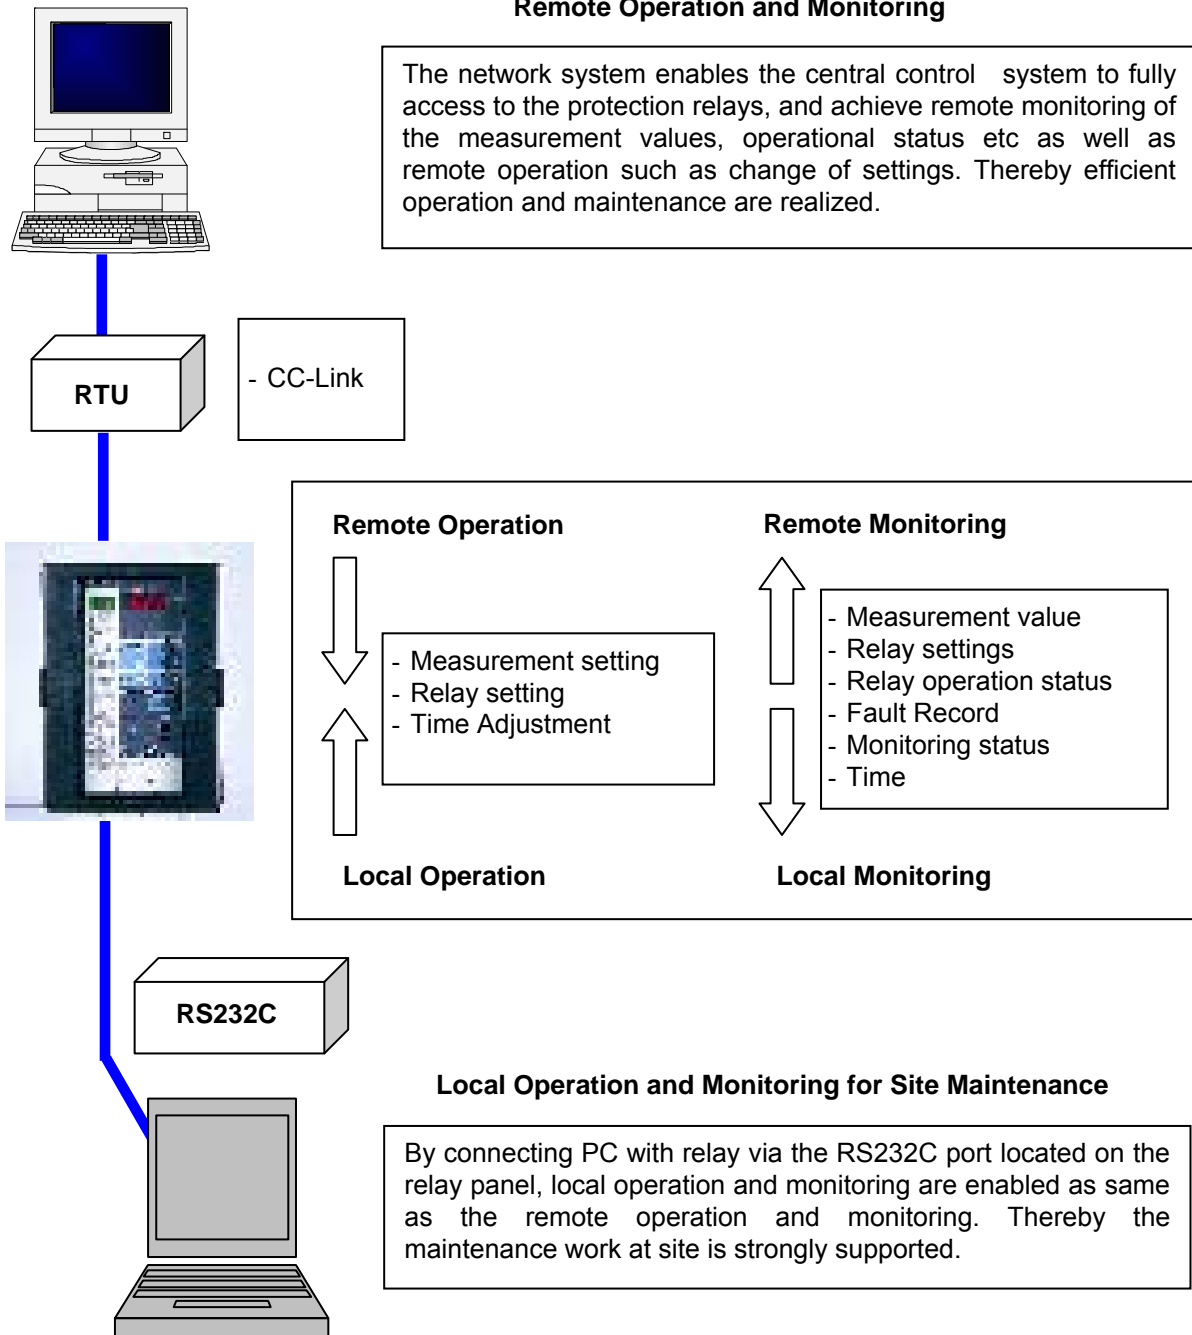 Remote Operation and Monitoring
The network system enables the central control system to fully
access to the protection relays, and achieve remote monitoring of
the measurement values, operational status etc as well as
remote operation such as change of settings. Thereby efficient
operation and maintenance are realized.
RTU
- CC-Link
Remote Operation
Remote Monitoring
- Measurement setting
- Relay setting
- Time Adjustment
- Measurement value
- Relay settings
- Relay operation status
- Fault Record
- Monitoring status
- Time
Local Operation
Local Monitoring
RS232C
Local Operation and Monitoring for Site Maintenance
By connecting PC with relay via the RS232C port located on the
relay panel, local operation and monitoring are enabled as same
as the remote operation and monitoring. Thereby the
maintenance work at site is strongly supported.